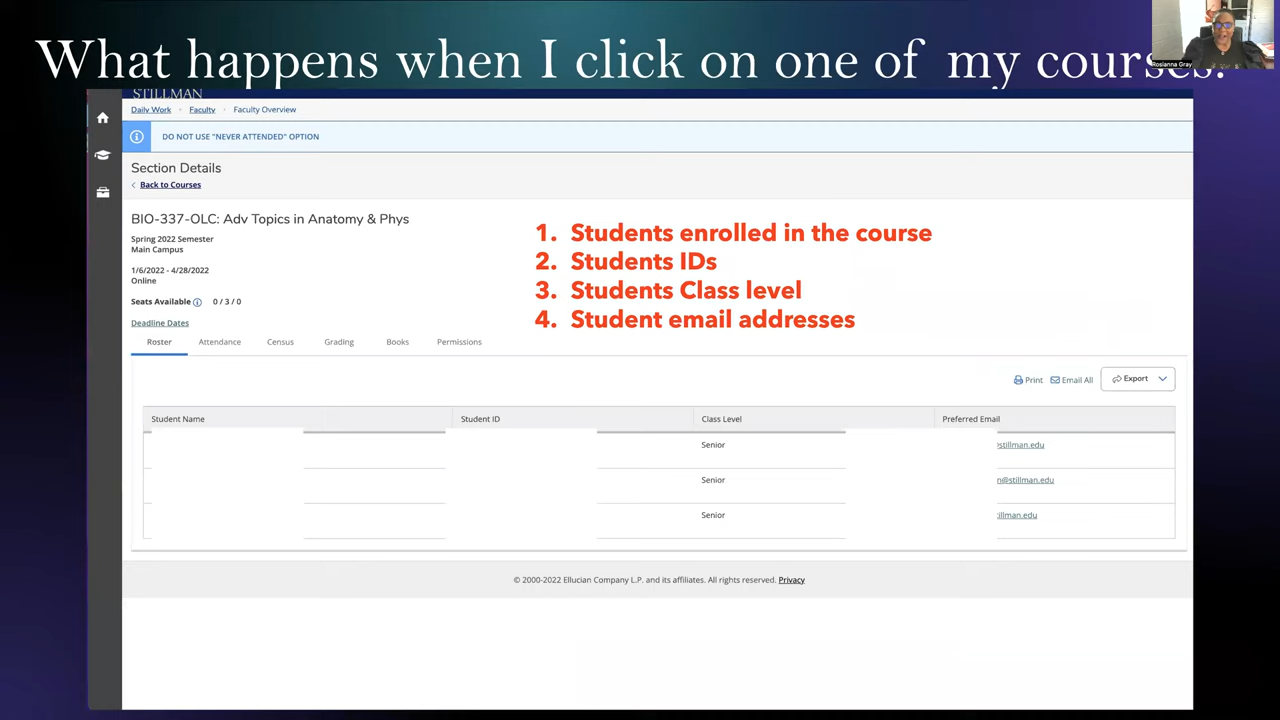 What happens when I click on one of my courses?
Rosianna Gray
STILLMAN
Daily Work · Faculty · Faculty Overview
DO NOT USE "NEVER ATTENDED" OPTION
Section Details
< Back to Courses
BIO-337-OLC: Adv Topics in Anatomy & Phys
Spring 2022 Semester
Main Campus
1/6/2022 - 4/28/2022
Online
Seats Available 0 / 3 / 0
Deadline Dates
1. Students enrolled in the course
2. Students IDs
3. Students Class level
4. Student email addresses
Roster Attendance Census Grading Books Permissions
Print Email All Export
Student Name Student ID Class Level Preferred Email
Senior @stillman.edu
Senior n@stillman.edu
Senior tillman.edu
© 2000-2022 Ellucian Company L.P. and its affiliates. All rights reserved. Privacy